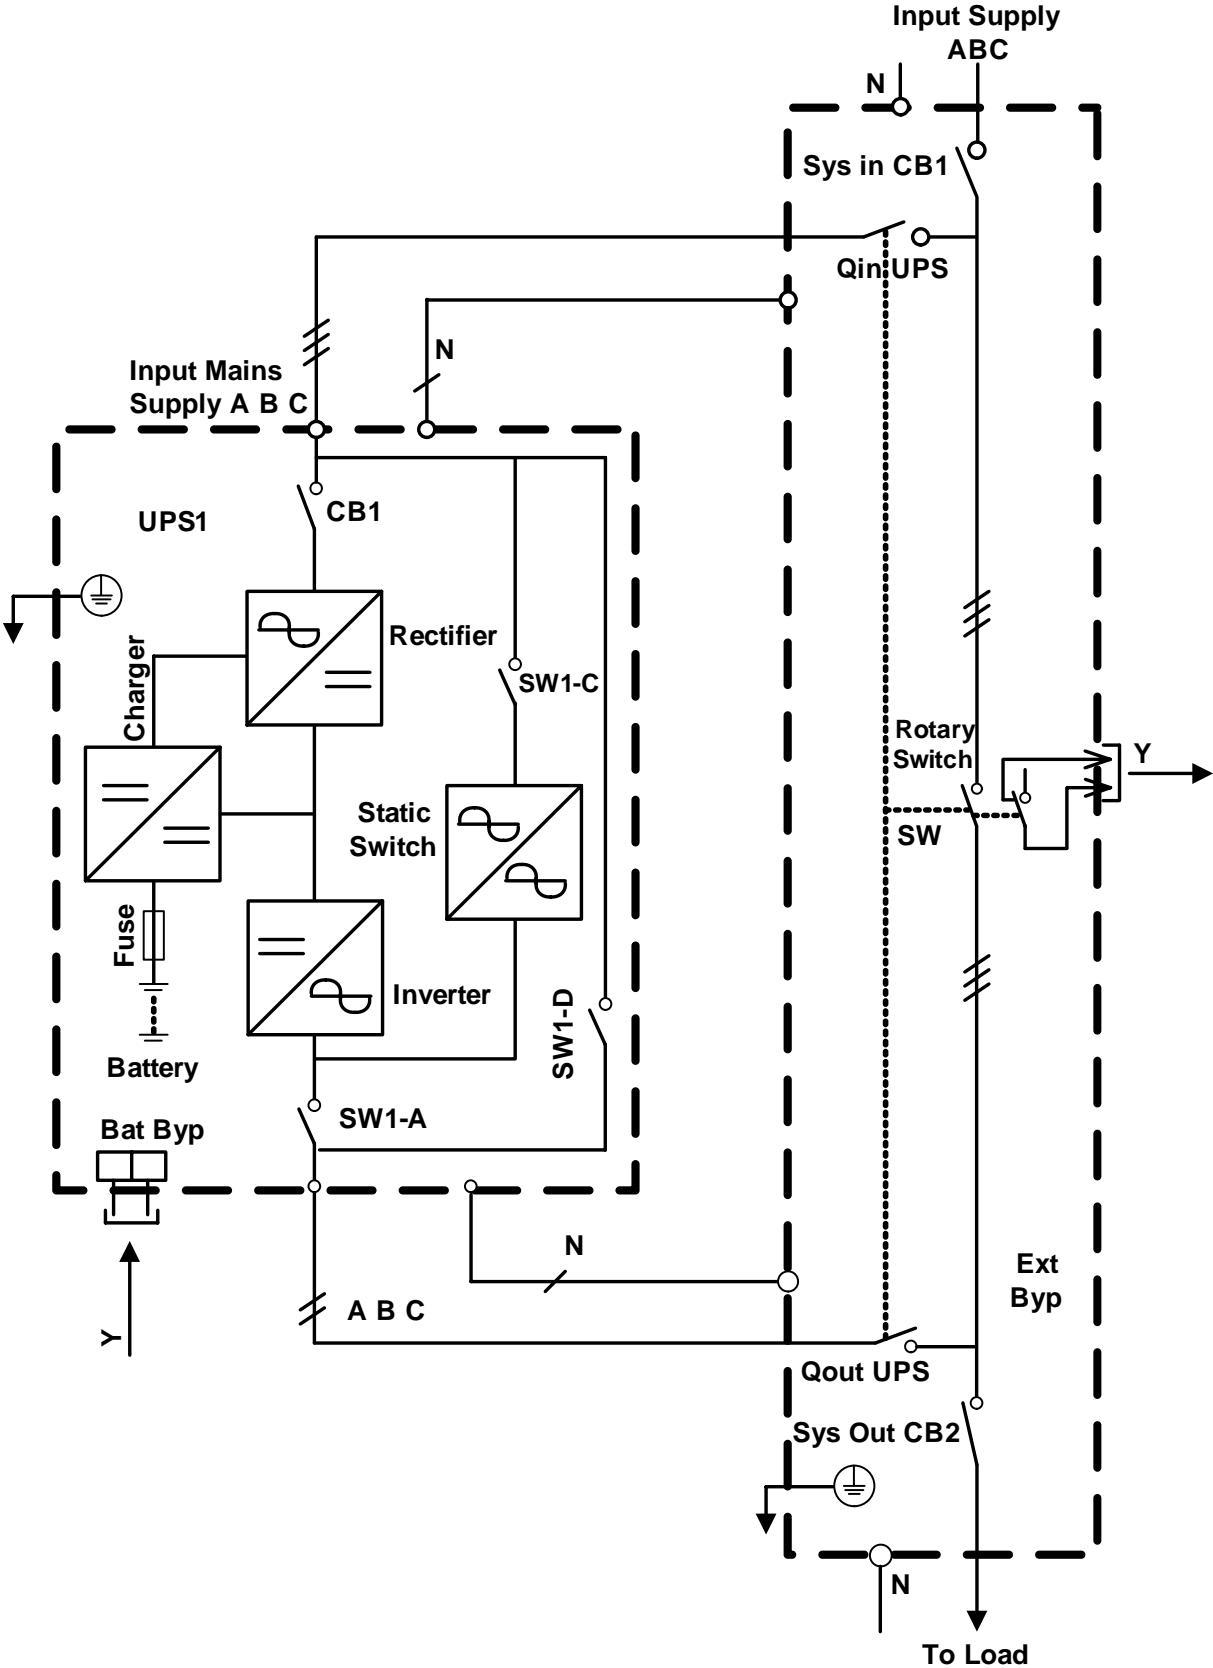 Input Supply
ABC
N
Sys in CB1
Qin UPS
N
Input Mains
Supply A B C
UPS1
CB1
Rectifier
Charger
SW1-C
Rotary
Switch
Y
Static
Switch
SW
Fuse
Inverter
SW1-D
Battery
SW1-A
Bat Byp
N
Ext
Byp
A B C
Y
Qout UPS
Sys Out CB2
N
To Load